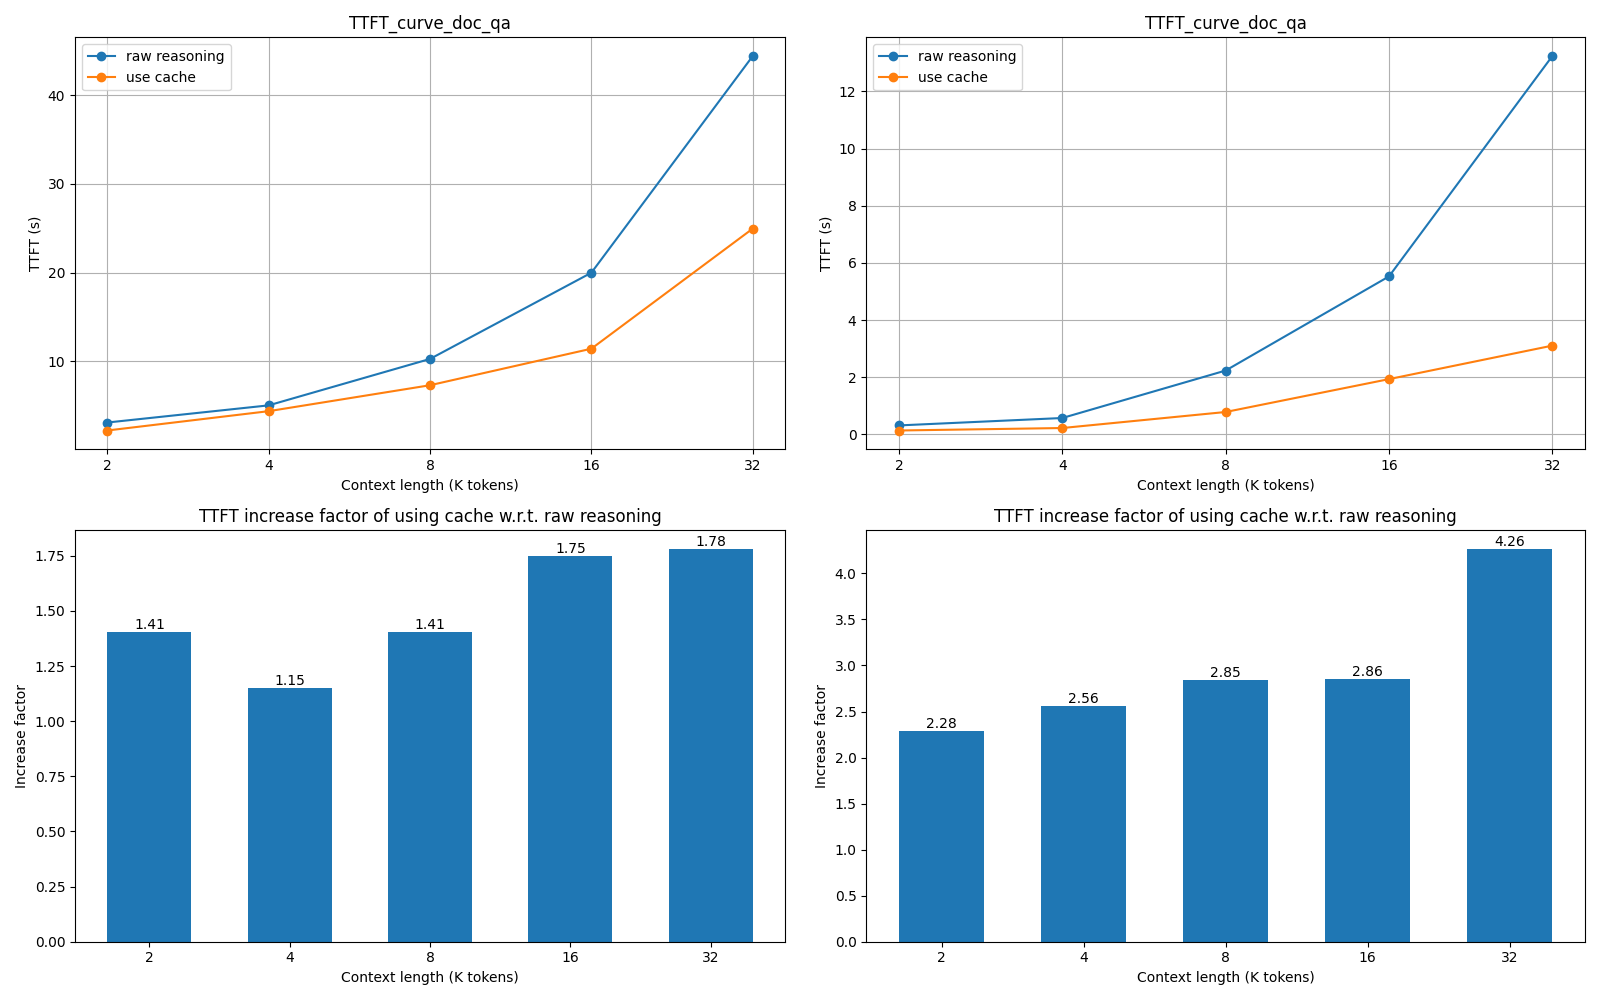 TTFT_curve_doc_qa
raw reasoning
use cache
TTFT (s)
40
30
20
10
2 4 8 16 32
Context length (K tokens)
TTFT_curve_doc_qa
raw reasoning
use cache
TTFT (s)
12
10
8
6
4
2
0
2 4 8 16 32
Context length (K tokens)
TTFT increase factor of using cache w.r.t. raw reasoning
Increase factor
1.75
1.50
1.25
1.00
0.75
0.50
0.25
0.00
1.41 1.15 1.41 1.75 1.78
2 4 8 16 32
Context length (K tokens)
TTFT increase factor of using cache w.r.t. raw reasoning
Increase factor
4.0
3.5
3.0
2.5
2.0
1.5
1.0
0.5
0.0
2.28 2.56 2.85 2.86 4.26
2 4 8 16 32
Context length (K tokens)